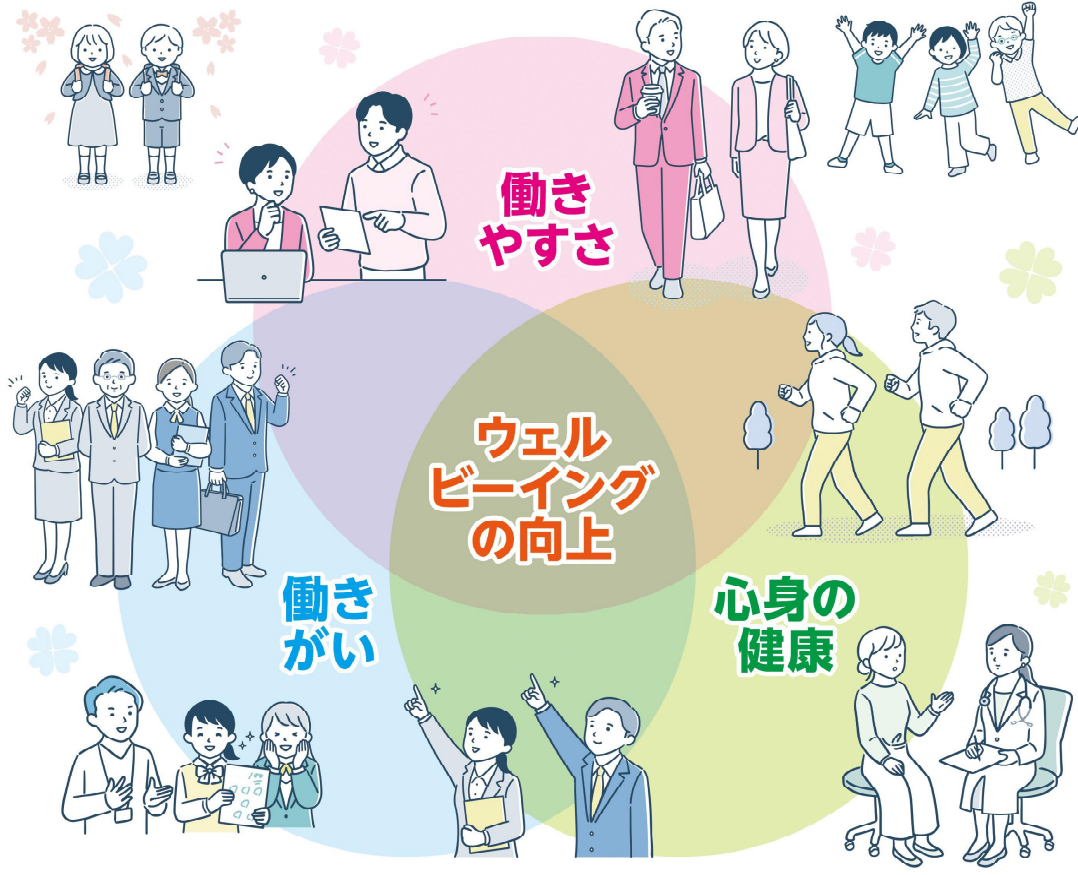 働き
やすさ
ウェル
ビーイング
の向上
働き
がい
心身の
健康